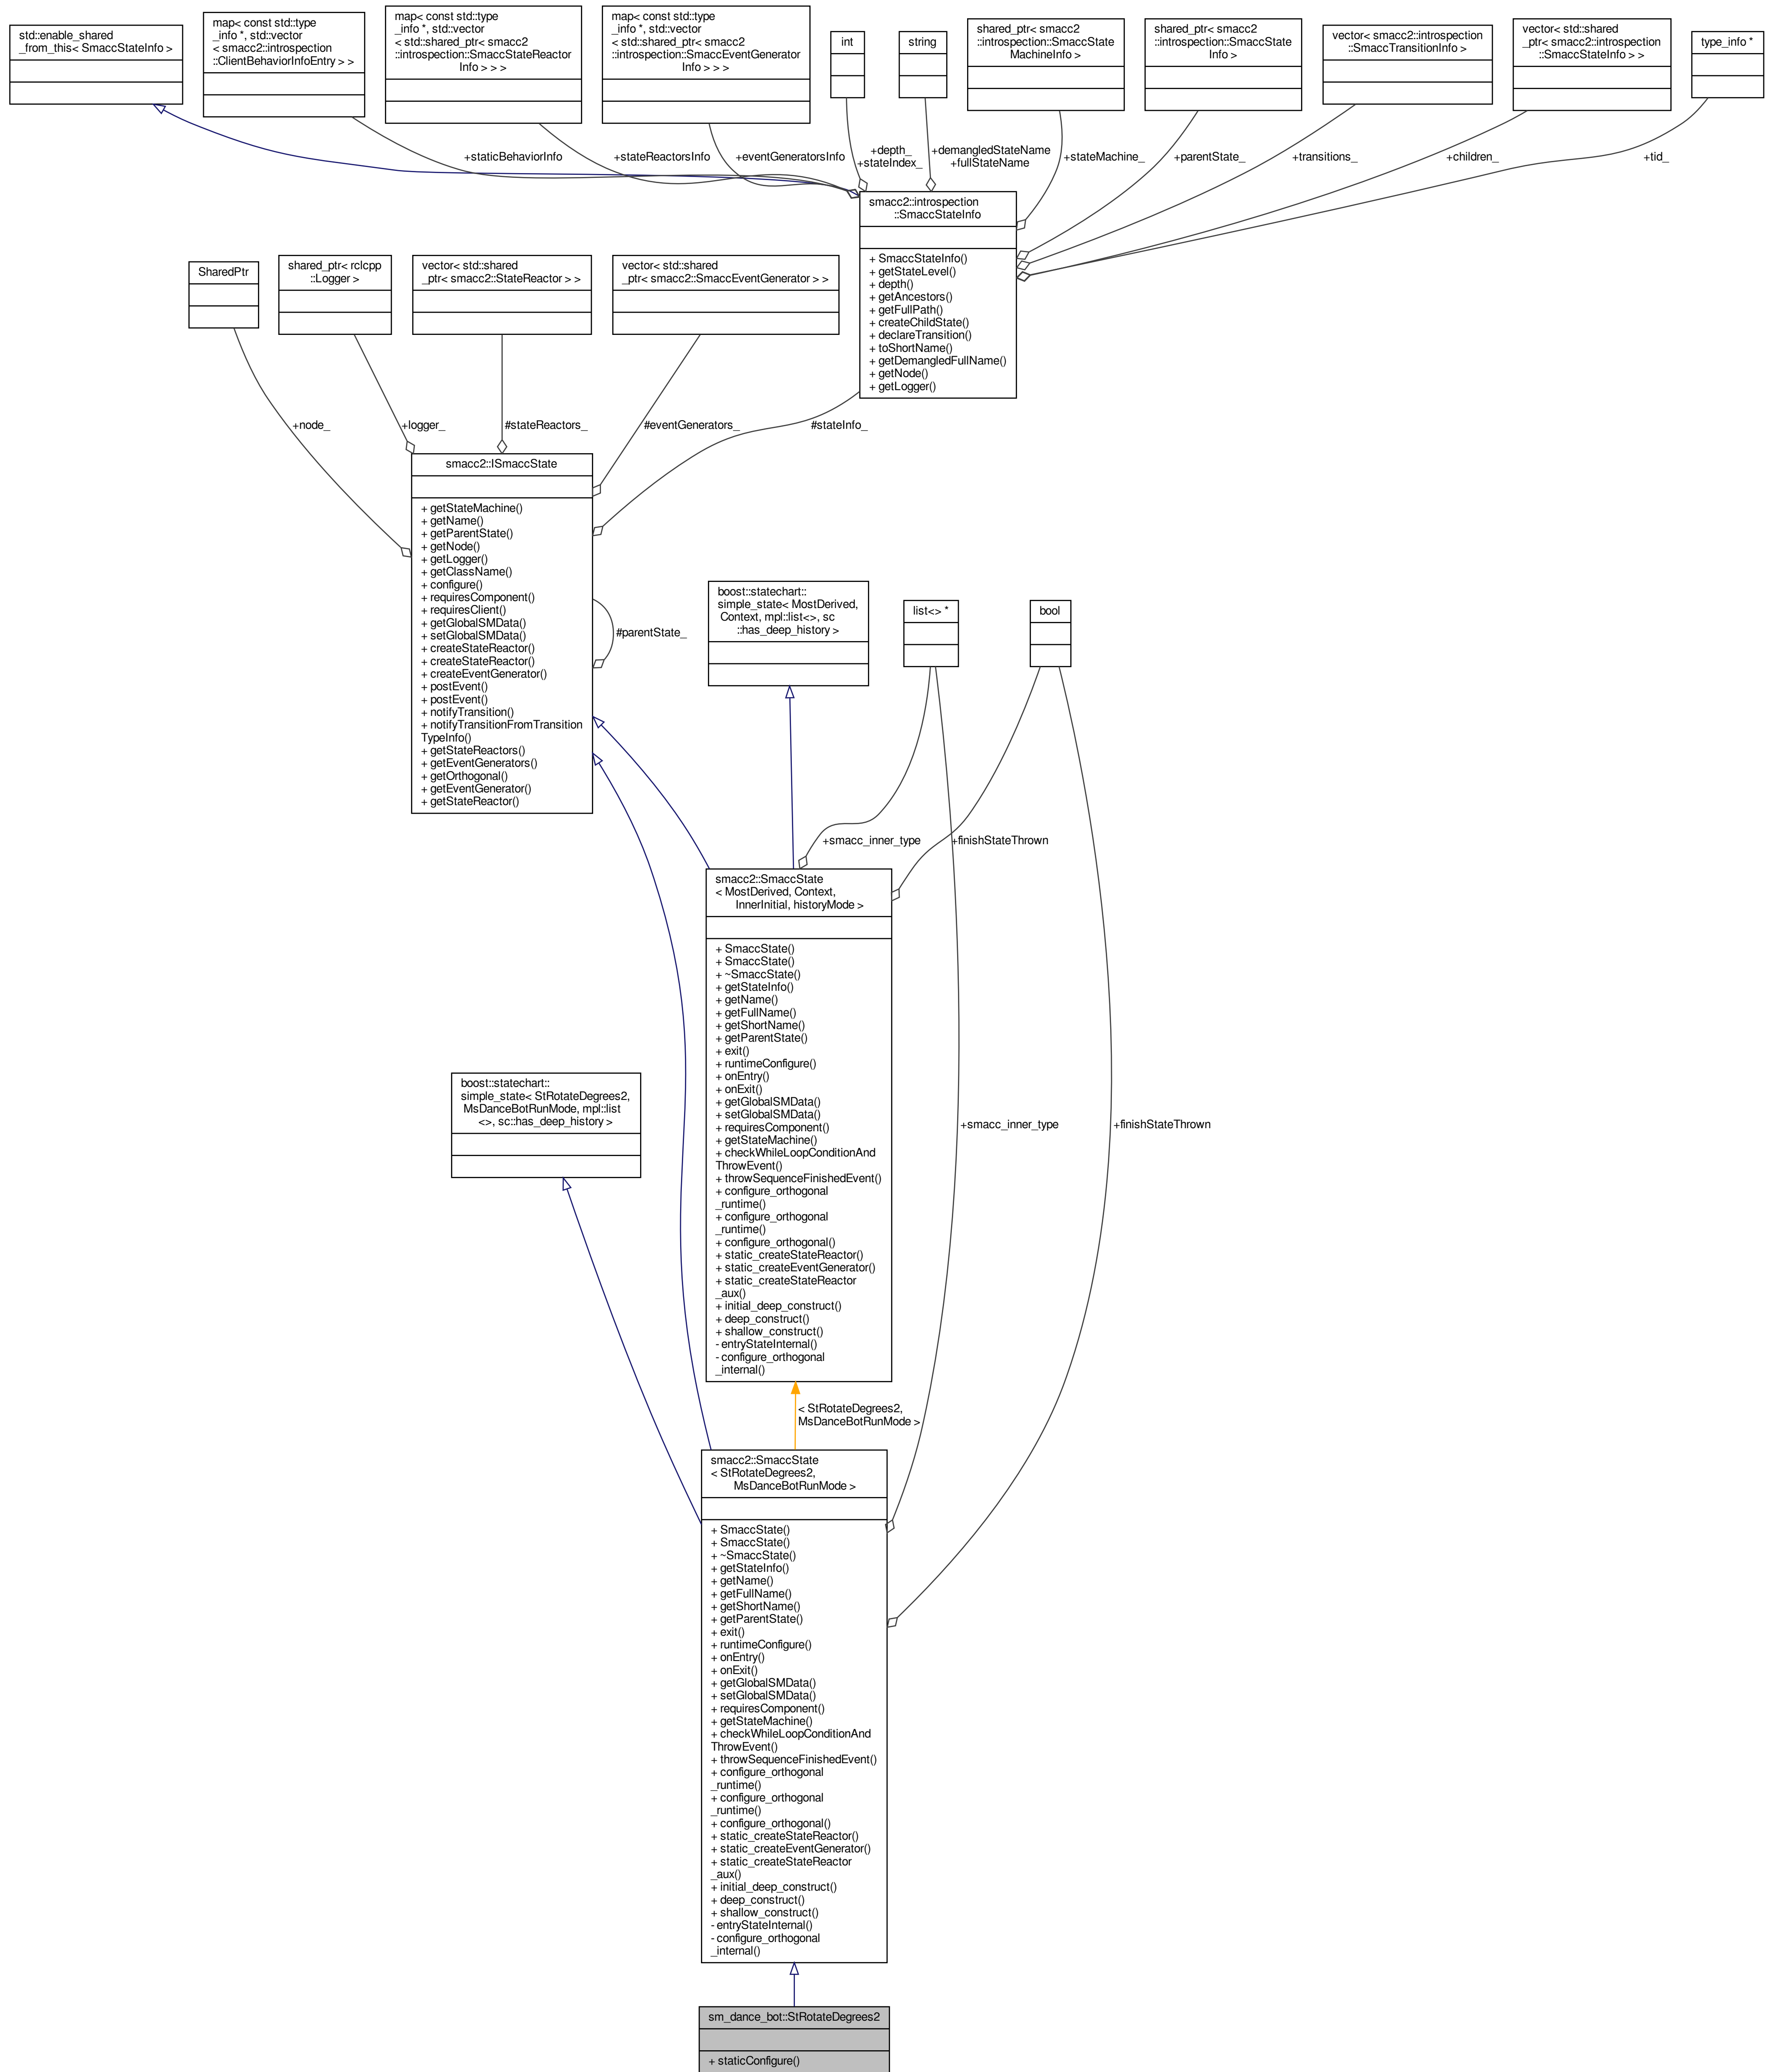 std::enable_shared
_from_this< SmaccStateInfo >
map< const std::type
_info *, std::vector
< smacc2::introspection
::ClientBehaviorInfoEntry > >
map< const std::type
_info *, std::vector
< std::shared_ptr< smacc2
::introspection::SmaccStateReactor
Info > > >
map< const std::type
_info *, std::vector
< std::shared_ptr< smacc2
::introspection::SmaccEventGenerator
Info > > >
int
string
shared_ptr< smacc2
::introspection::SmaccState
MachineInfo >
shared_ptr< smacc2
::introspection::SmaccState
Info >
vector< smacc2::introspection
::SmaccTransitionInfo >
vector< std::shared
_ptr< smacc2::introspection
::SmaccStateInfo > >
type_info *
+staticBehaviorInfo
+stateReactorsInfo
+eventGeneratorsInfo
+depth_
+stateIndex_
+demangledStateName
+fullStateName
+stateMachine_
+parentState_
+transitions_
+children_
+tid_
smacc2::introspection
::SmaccStateInfo
+ SmaccStateInfo()
+ getStateLevel()
+ depth()
+ getAncestors()
+ getFullPath()
+ createChildState()
+ declareTransition()
+ toShortName()
+ getDemangledFullName()
+ getNode()
+ getLogger()
SharedPtr
shared_ptr< rclcpp
::Logger >
vector< std::shared
_ptr< smacc2::StateReactor > >
vector< std::shared
_ptr< smacc2::SmaccEventGenerator > >
+node_
+logger_
#stateReactors_
#eventGenerators_
#stateInfo_
smacc2::ISmaccState
+ getStateMachine()
+ getName()
+ getParentState()
+ getNode()
+ getLogger()
+ getClassName()
+ configure()
+ requiresComponent()
+ requiresClient()
+ getGlobalSMData()
+ setGlobalSMData()
+ createStateReactor()
+ createStateReactor()
+ createEventGenerator()
+ postEvent()
+ postEvent()
+ notifyTransition()
+ notifyTransitionFromTransition
TypeInfo()
+ getStateReactors()
+ getEventGenerators()
+ getOrthogonal()
+ getEventGenerator()
+ getStateReactor()
#parentState_
boost::statechart::
simple_state< MostDerived,
Context, mpl::list<>, sc
::has_deep_history >
list<> *
bool
+smacc_inner_type
+finishStateThrown
smacc2::SmaccState
< MostDerived, Context,
InnerInitial, historyMode >
+ SmaccState()
+ SmaccState()
+ ~SmaccState()
+ getStateInfo()
+ getName()
+ getFullName()
+ getShortName()
+ getParentState()
+ exit()
+ runtimeConfigure()
+ onEntry()
+ onExit()
+ getGlobalSMData()
+ setGlobalSMData()
+ requiresComponent()
+ getStateMachine()
+ checkWhileLoopConditionAnd
ThrowEvent()
+ throwSequenceFinishedEvent()
+ configure_orthogonal
_runtime()
+ configure_orthogonal
_runtime()
+ configure_orthogonal()
+ static_createStateReactor()
+ static_createEventGenerator()
+ static_createStateReactor
_aux()
+ initial_deep_construct()
+ deep_construct()
+ shallow_construct()
- entryStateInternal()
- configure_orthogonal
_internal()
boost::statechart::
simple_state< StRotateDegrees2,
MsDanceBotRunMode, mpl::list
<>, sc::has_deep_history >
+smacc_inner_type
+finishStateThrown
< StRotateDegrees2,
MsDanceBotRunMode >
smacc2::SmaccState
< StRotateDegrees2,
MsDanceBotRunMode >
+ SmaccState()
+ SmaccState()
+ ~SmaccState()
+ getStateInfo()
+ getName()
+ getFullName()
+ getShortName()
+ getParentState()
+ exit()
+ runtimeConfigure()
+ onEntry()
+ onExit()
+ getGlobalSMData()
+ setGlobalSMData()
+ requiresComponent()
+ getStateMachine()
+ checkWhileLoopConditionAnd
ThrowEvent()
+ throwSequenceFinishedEvent()
+ configure_orthogonal
_runtime()
+ configure_orthogonal
_runtime()
+ configure_orthogonal()
+ static_createStateReactor()
+ static_createEventGenerator()
+ static_createStateReactor
_aux()
+ initial_deep_construct()
+ deep_construct()
+ shallow_construct()
- entryStateInternal()
- configure_orthogonal
_internal()
sm_dance_bot::StRotateDegrees2
+ staticConfigure()